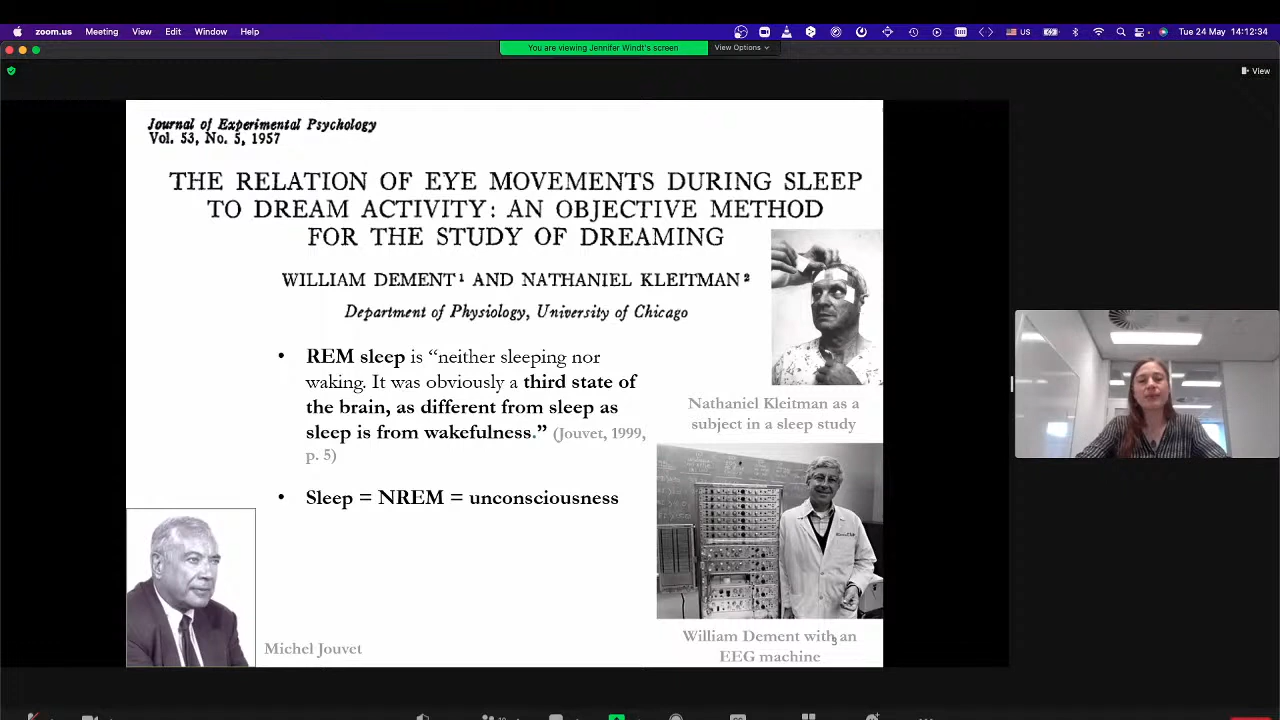 zoom.us Meeting View Edit Window Help
US
Tue 24 May 14:12:34
You are viewing Jennifer Windt's screen
View Options
View
Journal of Experimental Psychology
Vol. 53, No. 5, 1957
THE RELATION OF EYE MOVEMENTS DURING SLEEP
TO DREAM ACTIVITY: AN OBJECTIVE METHOD
FOR THE STUDY OF DREAMING
WILLIAM DEMENT¹ AND NATHANIEL KLEITMAN²
Department of Physiology, University of Chicago
• REM sleep is “neither sleeping nor
waking. It was obviously a third state of
the brain, as different from sleep as
sleep is from wakefulness.” (Jouvet, 1999,
p. 5)
• Sleep = NREM = unconsciousness
Nathaniel Kleitman as a
subject in a sleep study
William Dement with an
EEG machine
Michel Jouvet